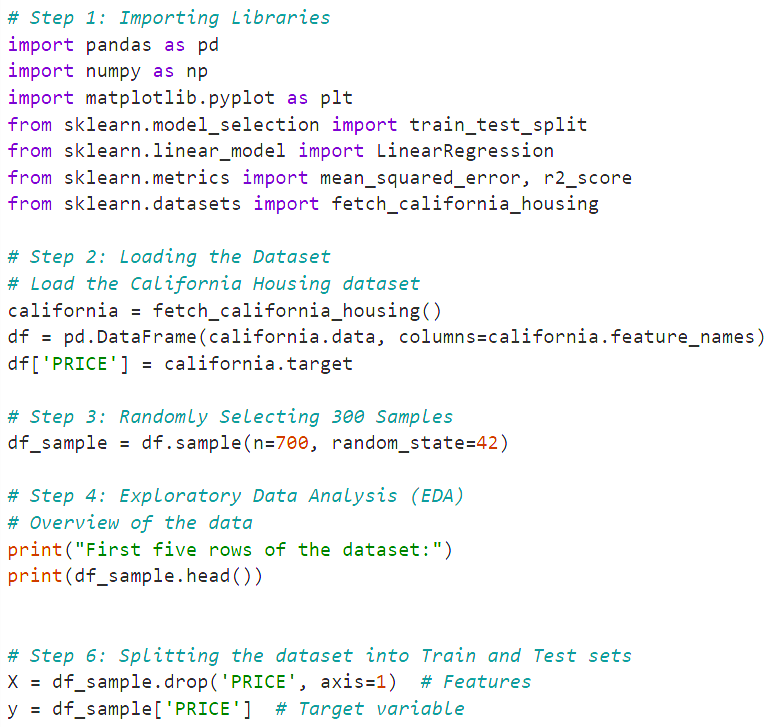 # Step 1: Importing Libraries
import pandas as pd
import numpy as np
import matplotlib.pyplot as plt
from sklearn.model_selection import train_test_split
from sklearn.linear_model import LinearRegression
from sklearn.metrics import mean_squared_error, r2_score
from sklearn.datasets import fetch_california_housing

# Step 2: Loading the Dataset
# Load the California Housing dataset
california = fetch_california_housing()
df = pd.DataFrame(california.data, columns=california.feature_names)
df['PRICE'] = california.target

# Step 3: Randomly Selecting 300 Samples
df_sample = df.sample(n=700, random_state=42)

# Step 4: Exploratory Data Analysis (EDA)
# Overview of the data
print("First five rows of the dataset:")
print(df_sample.head())

# Step 6: Splitting the dataset into Train and Test sets
X = df_sample.drop('PRICE', axis=1)  # Features
y = df_sample['PRICE']  # Target variable